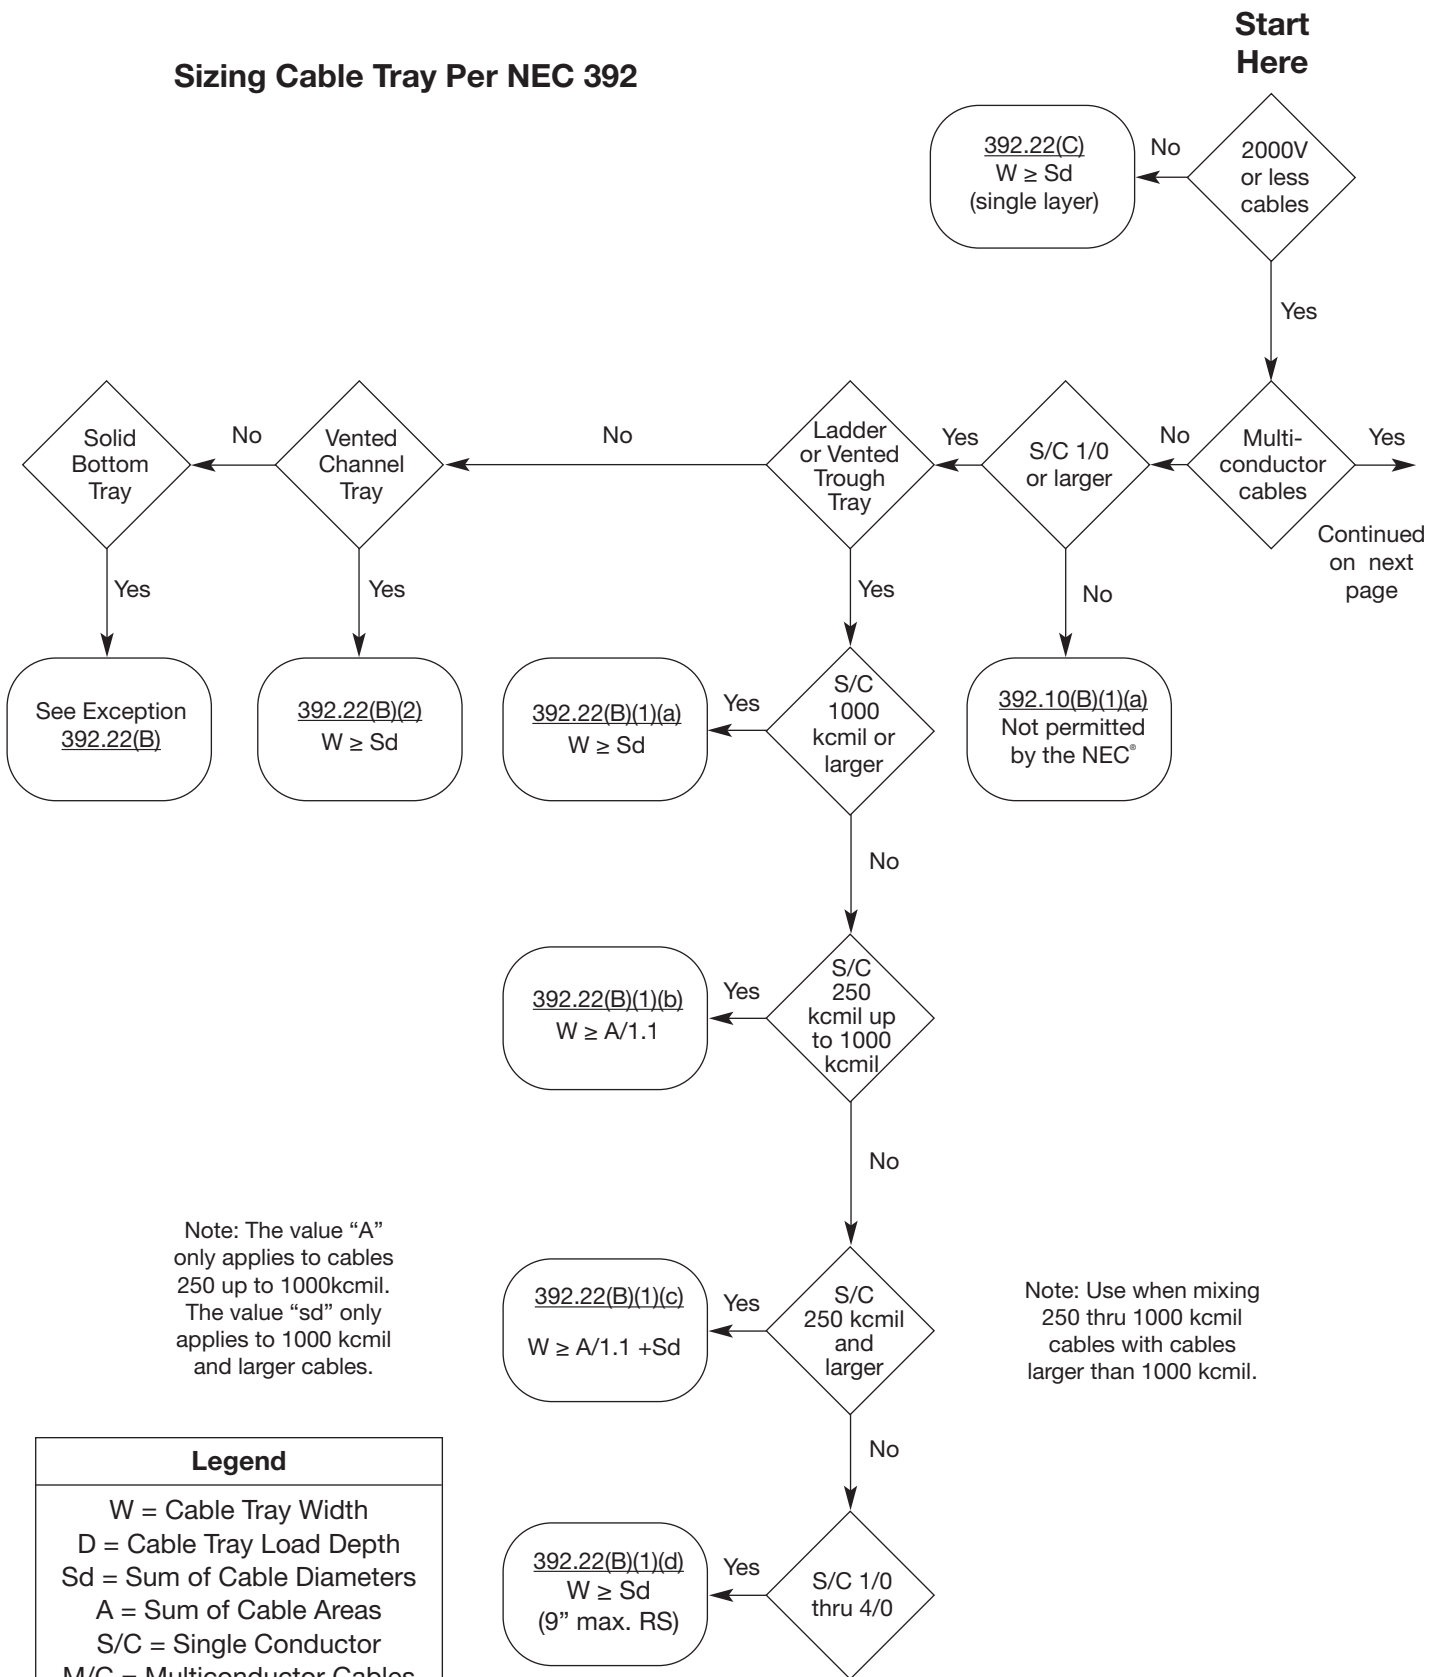 Start
Here
Sizing Cable Tray Per NEC 392
2000V
or less
cables
No
392.22(C)
W ≥ Sd
(single layer)
Yes
Multi-
conductor
cables
Yes
Continued
on next
page
No
S/C 1/0
or larger
No
392.10(B)(1)(a)
Not permitted
by the NEC®
Yes
Ladder
or Vented
Trough
Tray
No
Vented
Channel
Tray
No
Solid
Bottom
Tray
Yes
See Exception
392.22(B)
Yes
392.22(B)(2)
W ≥ Sd
Yes
S/C
1000
kcmil or
larger
Yes
392.22(B)(1)(a)
W ≥ Sd
No
S/C
250
kcmil up
to 1000
kcmil
Yes
392.22(B)(1)(b)
W ≥ A/1.1
No
S/C
250 kcmil
and
larger
Yes
392.22(B)(1)(c)
W ≥ A/1.1 +Sd
Note: The value “A”
only applies to cables
250 up to 1000kcmil.
The value “sd” only
applies to 1000 kcmil
and larger cables.
Note: Use when mixing
250 thru 1000 kcmil
cables with cables
larger than 1000 kcmil.
No
S/C 1/0
thru 4/0
Yes
392.22(B)(1)(d)
W ≥ Sd
(9” max. RS)
Legend
W = Cable Tray Width
D = Cable Tray Load Depth
Sd = Sum of Cable Diameters
A = Sum of Cable Areas
S/C = Single Conductor
M/C = Multiconductor Cables